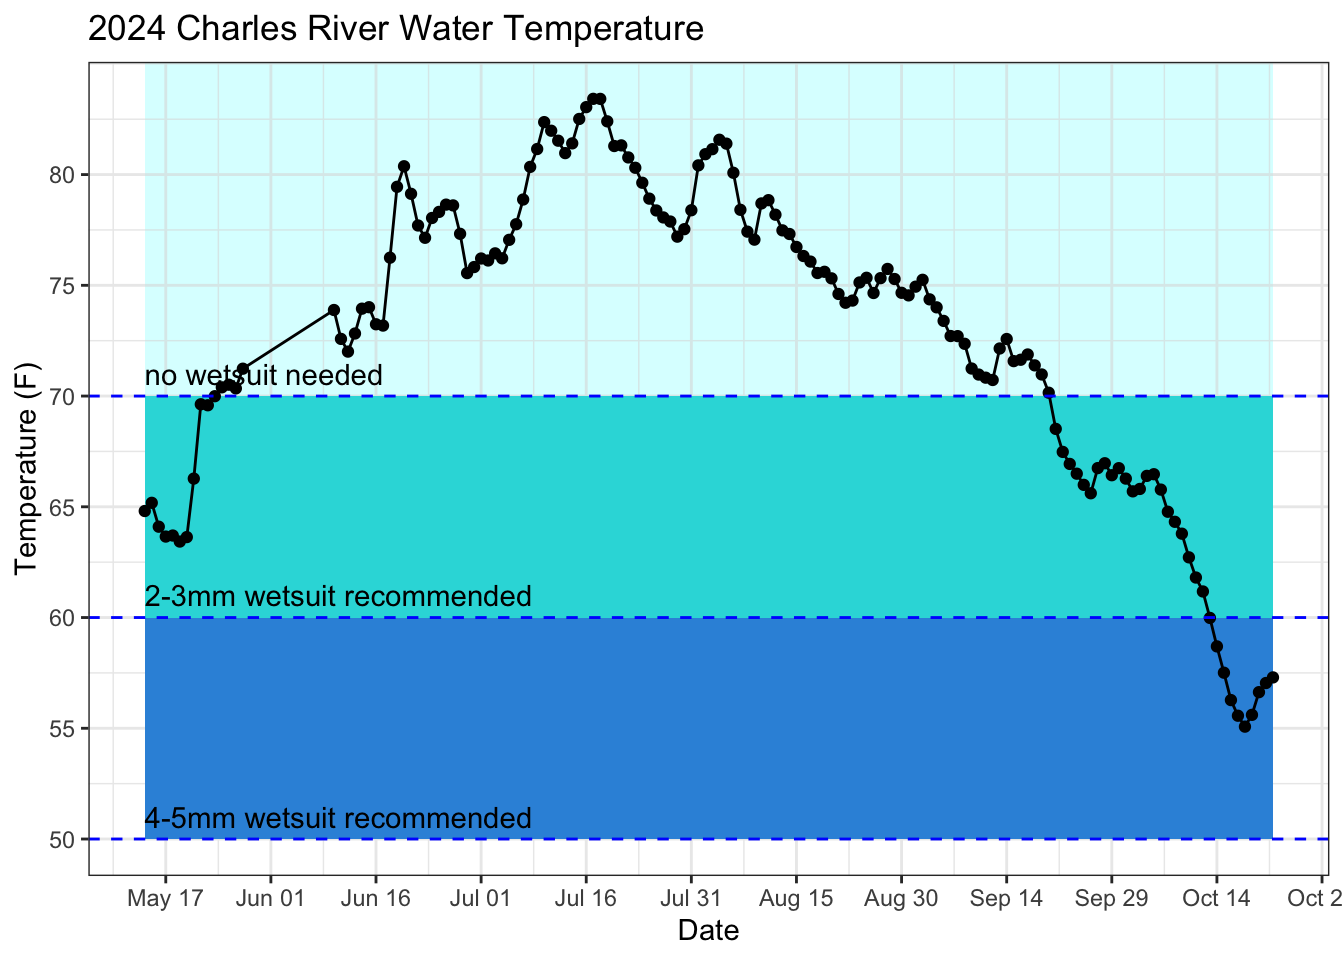 2024 Charles River Water Temperature
Temperature (F)
80
75
70
65
60
55
50
no wetsuit needed
2-3mm wetsuit recommended
4-5mm wetsuit recommended
May 17 Jun 01 Jun 16 Jul 01 Jul 16 Jul 31 Aug 15 Aug 30 Sep 14 Sep 29 Oct 14 Oct 2
Date